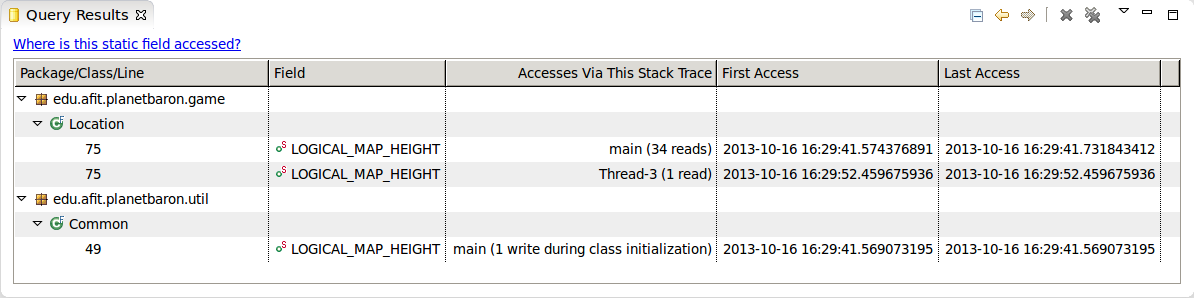 Query Results
Where is this static field accessed?
Package/Class/Line Field Accesses Via This Stack Trace First Access Last Access
edu.afit.planetbaron.game
Location
75 LOGICAL_MAP_HEIGHT main (34 reads) 2013-10-16 16:29:41.574376891 2013-10-16 16:29:41.731843412
75 LOGICAL_MAP_HEIGHT Thread-3 (1 read) 2013-10-16 16:29:52.459675936 2013-10-16 16:29:52.459675936
edu.afit.planetbaron.util
Common
49 LOGICAL_MAP_HEIGHT main (1 write during class initialization) 2013-10-16 16:29:41.569073195 2013-10-16 16:29:41.569073195